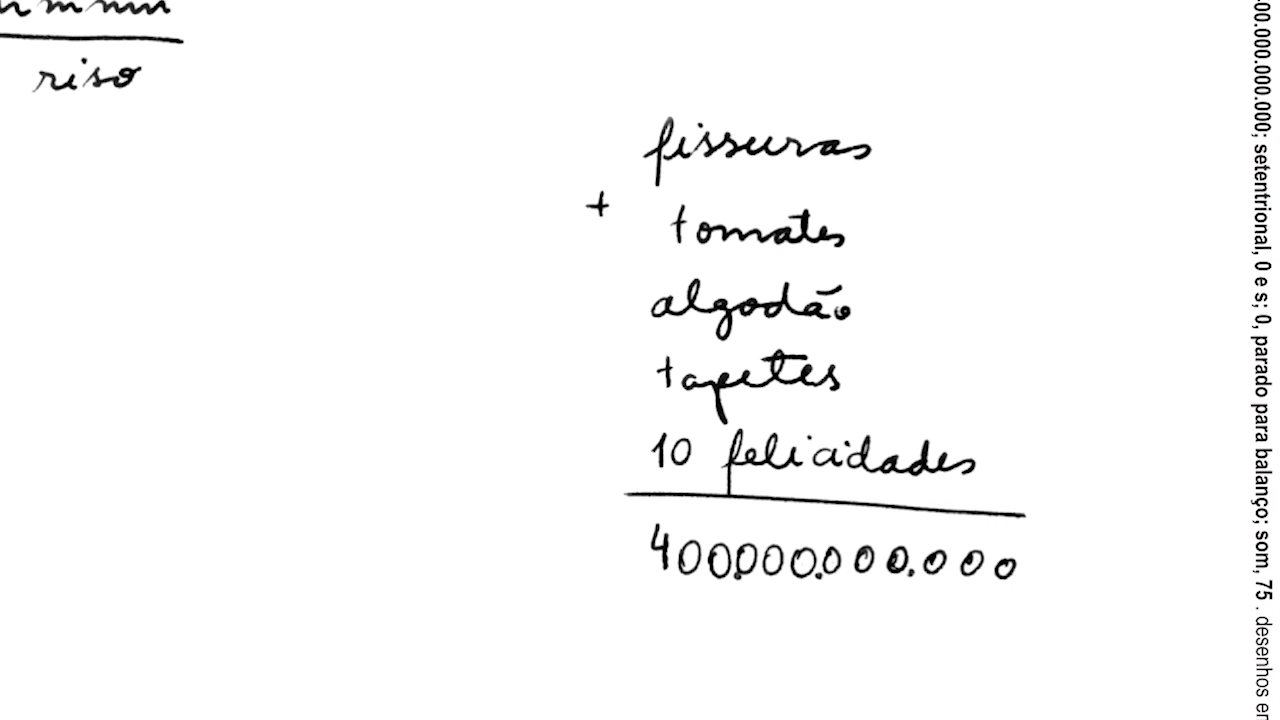 riso
fissuras
+
tomates
algodão
tapetes
10 felicidades
400.000.000.000
00.000.000.000; setentrional, 0 e s; 0, parado para balanço; som, 75 . desenhos